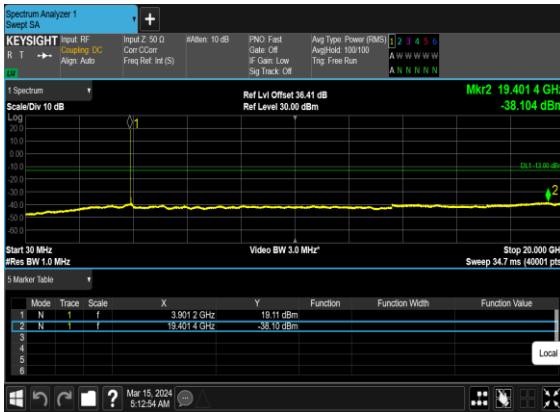 Spectrum Analyzer 1
Swept SA
+
KEYSIGHT
R T
LW
Input: RF
Coupling: DC
Align: Auto
Input Z: 50 Ω
Corr CCorr
Freq Ref: Int (S)
#Atten: 10 dB
PNO: Fast
Gate: Off
IF Gain: Low
Sig Track: Off
Avg Type: Power (RMS)
Avg|Hold: 100/100
Trig: Free Run
1 2 3 4 5 6
A W W W W W
A N N N N N
1 Spectrum
Scale/Div 10 dB
Ref Lvl Offset 36.41 dB
Ref Level 30.00 dBm
Mkr2 19.401 4 GHz
-38.104 dBm
Log
20.0
10.0
0.00
-10.0
-20.0
-30.0
-40.0
-50.0
-60.0
1
DL1 -13.00 dBm
2
Start 30 MHz
#Res BW 1.0 MHz
Video BW 3.0 MHz*
Stop 20.000 GHz
Sweep 34.7 ms (40001 pts)
5 Marker Table
Mode Trace Scale X Y Function Function Width Function Value
1 N 1 f 3.901 2 GHz 19.11 dBm
2 N 1 f 19.401 4 GHz -38.10 dBm
3
4
5
6
Local
?
Mar 15, 2024
5:12:54 AM